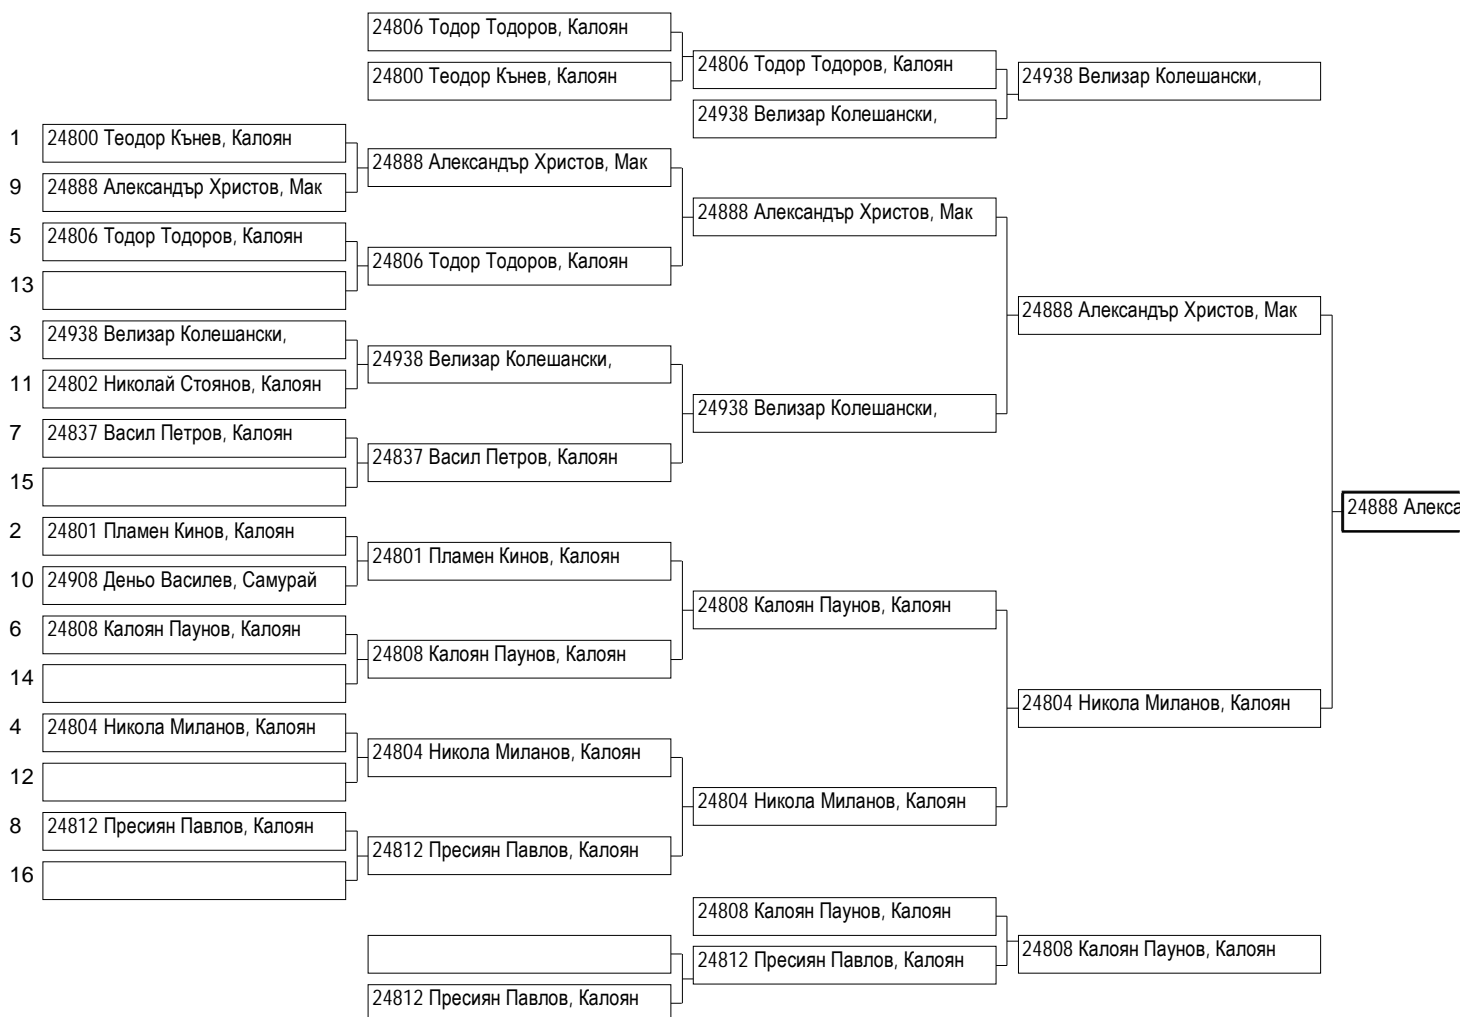 24806 Тодор Тодоров, Калоян
24800 Теодор Кънев, Калоян
24806 Тодор Тодоров, Калоян
24938 Велизар Колешански,
24938 Велизар Колешански,
1 24800 Теодор Кънев, Калоян
9 24888 Александър Христов, Мак
5 24806 Тодор Тодоров, Калоян
13
3 24938 Велизар Колешански,
11 24802 Николай Стоянов, Калоян
7 24837 Васил Петров, Калоян
15
2 24801 Пламен Кинов, Калоян
10 24908 Деньо Василев, Самурай
6 24808 Калоян Паунов, Калоян
14
4 24804 Никола Миланов, Калоян
12
8 24812 Пресиян Павлов, Калоян
16
24888 Александър Христов, Мак
24806 Тодор Тодоров, Калоян
24938 Велизар Колешански,
24837 Васил Петров, Калоян
24801 Пламен Кинов, Калоян
24808 Калоян Паунов, Калоян
24804 Никола Миланов, Калоян
24812 Пресиян Павлов, Калоян
24888 Александър Христов, Мак
24938 Велизар Колешански,
24808 Калоян Паунов, Калоян
24804 Никола Миланов, Калоян
24888 Александър Христов, Мак
24804 Никола Миланов, Калоян
24888 Алекса
24812 Пресиян Павлов, Калоян
24808 Калоян Паунов, Калоян
24812 Пресиян Павлов, Калоян
24808 Калоян Паунов, Калоян